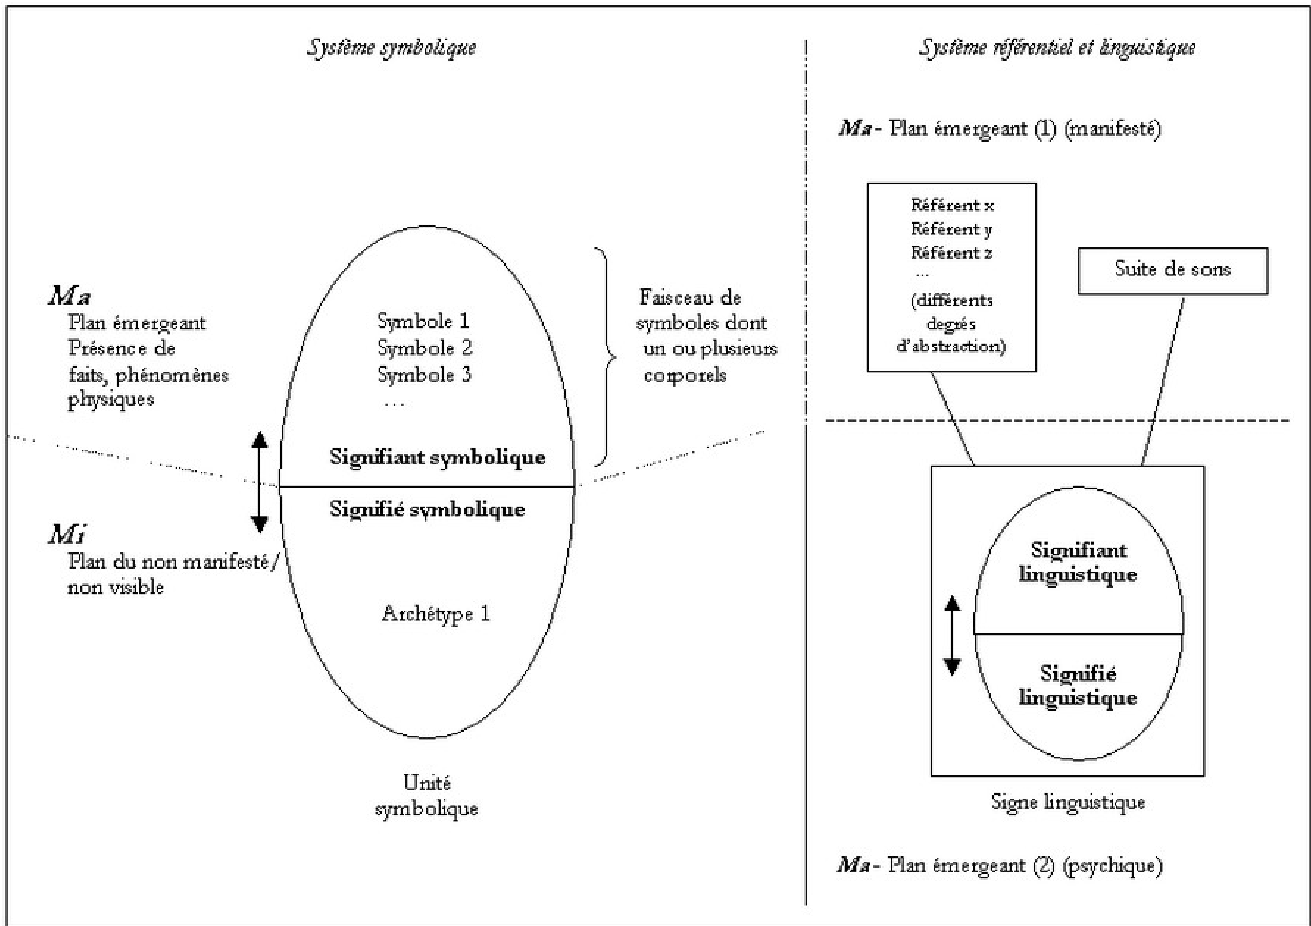 Système symbolique
Ma
Plan émergeant
Présence de
faits, phénomènes
physiques
Symbole 1
Symbole 2
Symbole 3
...
Faisceau de
symboles dont
un ou plusieurs
corporels
Signifiant symbolique
Signifié symbolique
Mi
Plan du non manifesté/
non visible
Archétype 1
Unité
symbolique
Système référentiel et linguistique
Ma- Plan émergeant (1) (manifesté)
Référent x
Référent y
Référent z
...
(différents
degrés
d'abstraction)
Suite de sons
Signifiant
linguistique
Signifié
linguistique
Signe linguistique
Ma- Plan émergeant (2) (psychique)